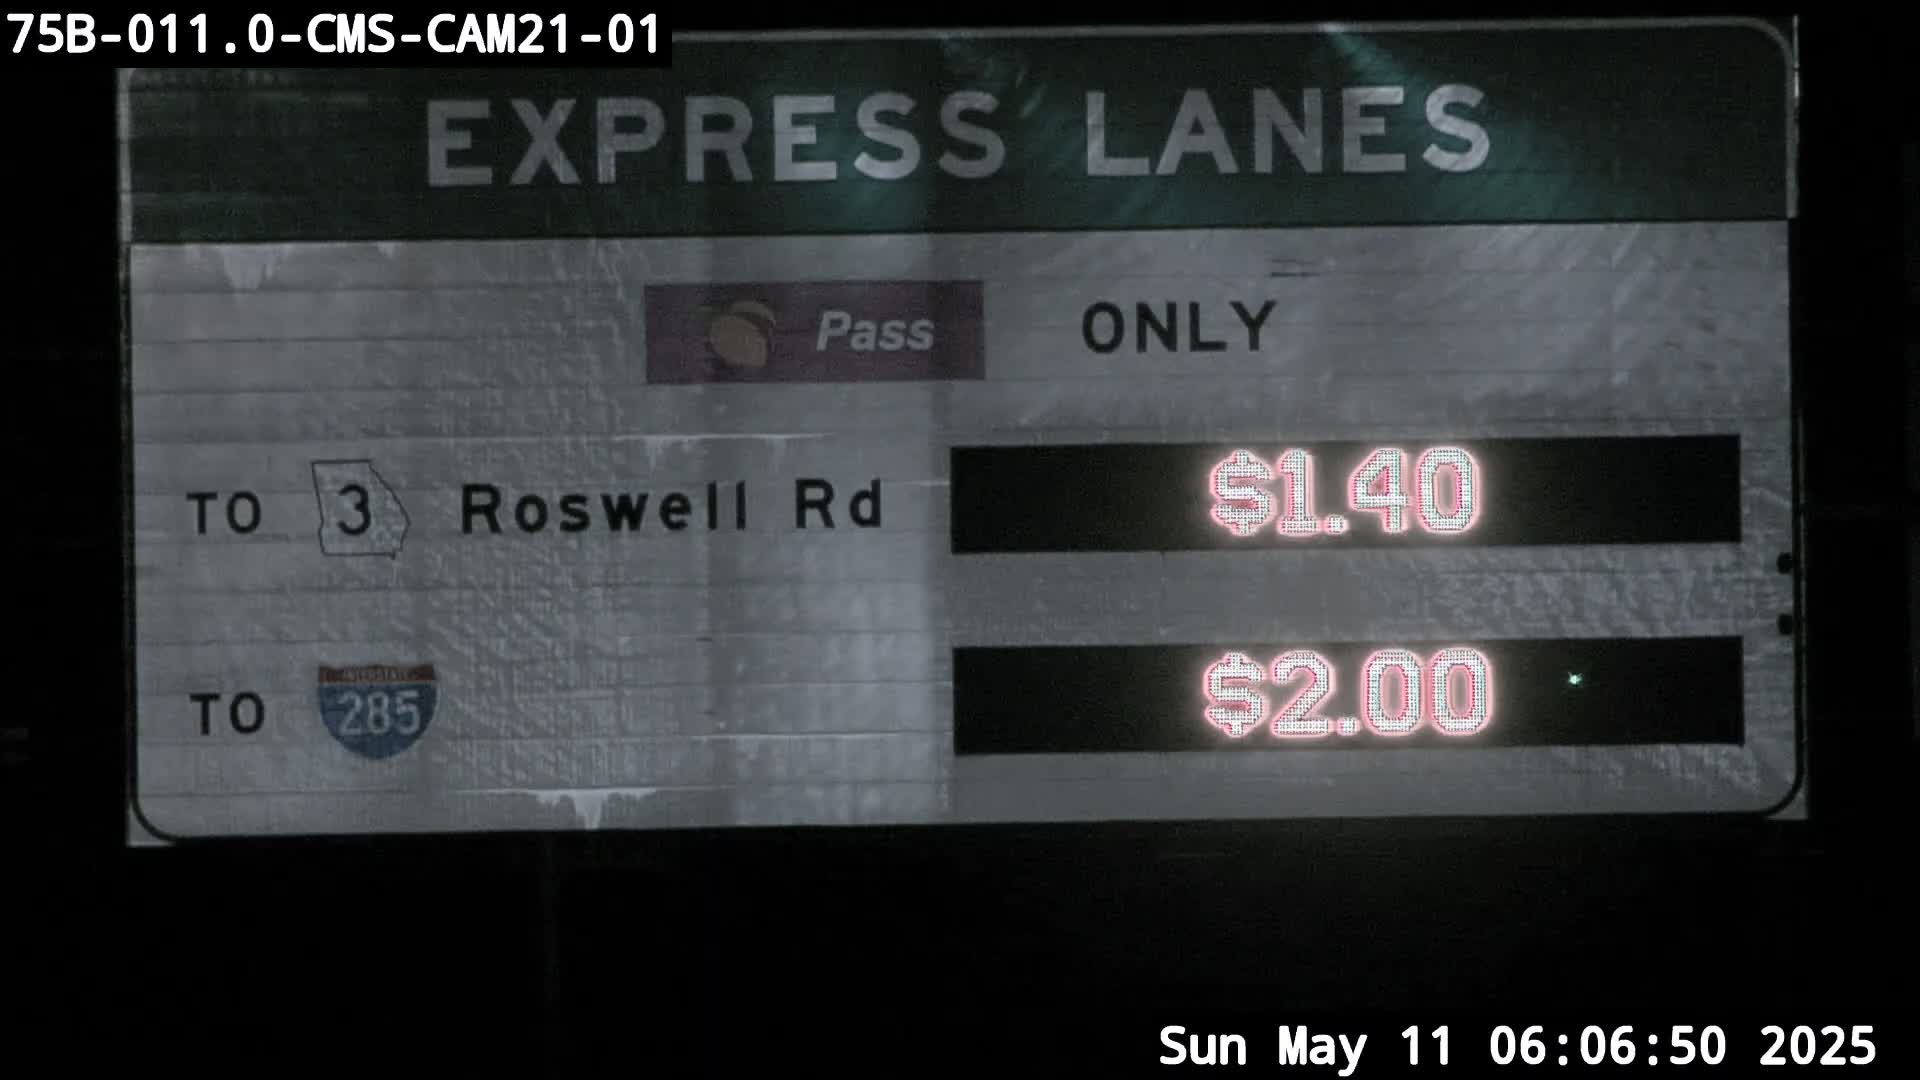 75B-011.0-CMS-CAM21-01
EXPRESS LANES
Pass ONLY
TO 3 Roswell Rd $1.40
INTERSTATE
TO 285 $2.00
Sun May 11 06:06:50 2025